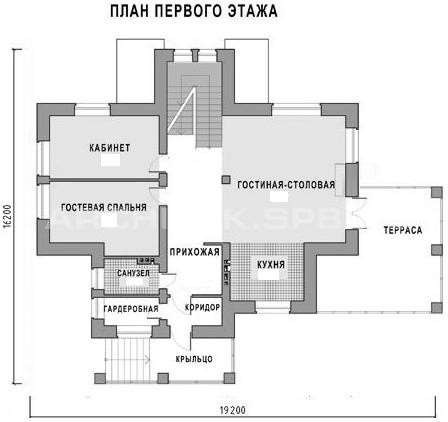 ПЛАН ПЕРВОГО ЭТАЖА
КАБИНЕТ
ГОСТЕВАЯ СПАЛЬНЯ
ГОСТИНАЯ-СТОЛОВАЯ
ТЕРРАСА
ПРИХОЖАЯ
КУХНЯ
САНУЗЕЛ
ГАРДЕРОБНАЯ
КОРИДОР
КРЫЛЬЦО
16200
19200